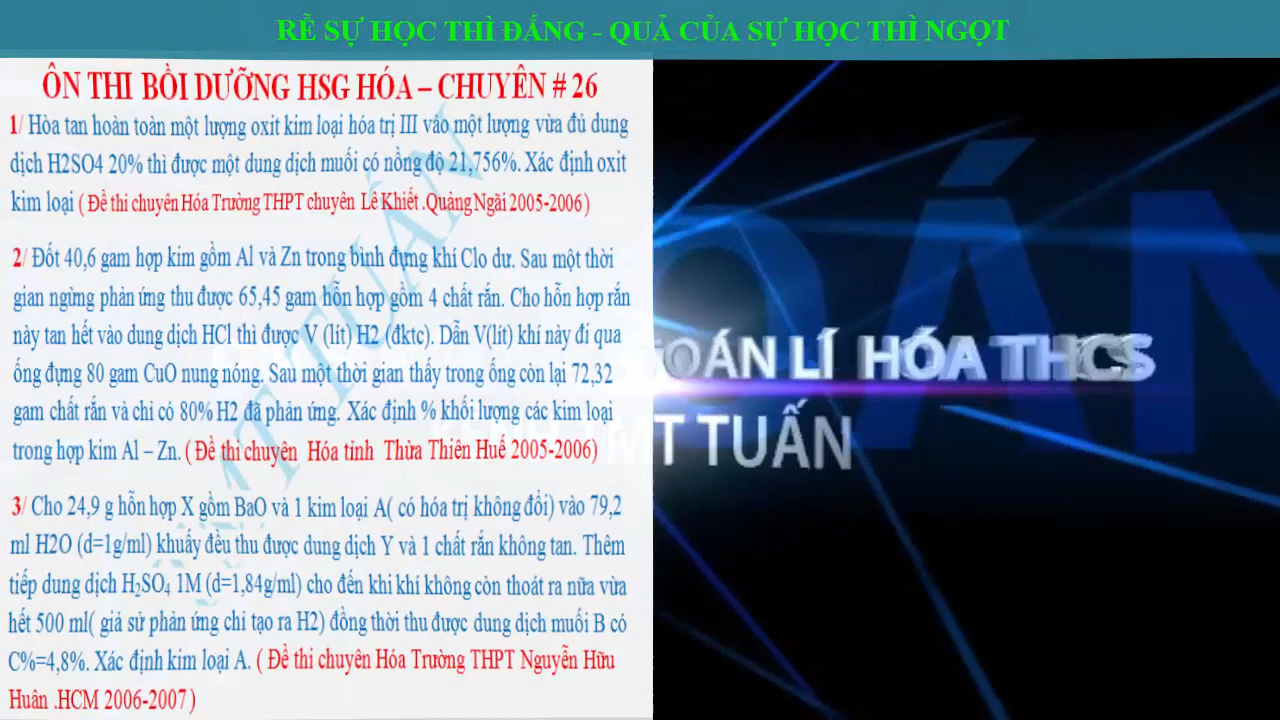 RỄ SỰ HỌC THÌ ĐẮNG - QUẢ CỦA SỰ HỌC THÌ NGỌT
ÔN THI BỒI DƯỠNG HSG HÓA – CHUYÊN # 26
1/ Hòa tan hoàn toàn một lượng oxit kim loại hóa trị III vào một lượng vừa đủ dung
dịch H2SO4 20% thì được một dung dịch muối có nồng độ 21,756%. Xác định oxit
kim loại ( Đề thi chuyên Hóa Trường THPT chuyên Lê Khiết .Quảng Ngãi 2005-2006)
2/ Đốt 40,6 gam hợp kim gồm Al và Zn trong bình đựng khí Clo dư. Sau một thời
gian ngừng phản ứng thu được 65,45 gam hỗn hợp gồm 4 chất rắn. Cho hỗn hợp rắn
này tan hết vào dung dịch HCl thì được V (lít) H2 (đktc). Dẫn V(lít) khí này đi qua
ống đựng 80 gam CuO nung nóng. Sau một thời gian thấy trong ống còn lại 72,32
gam chất rắn và chỉ có 80% H2 đã phản ứng. Xác định % khối lượng các kim loại
trong hợp kim Al – Zn. ( Đề thi chuyên Hóa tỉnh Thừa Thiên Huế 2005-2006)
3/ Cho 24,9 g hỗn hợp X gồm BaO và 1 kim loại A( có hóa trị không đổi) vào 79,2
ml H2O (d=1g/ml) khuấy đều thu được dung dịch Y và 1 chất rắn không tan. Thêm
tiếp dung dịch H₂SO₄ 1M (d=1,84g/ml) cho đến khi khí không còn thoát ra nữa vừa
hết 500 ml( giả sử phản ứng chỉ tạo ra H2) đồng thời thu được dung dịch muối B có
C%=4,8%. Xác định kim loại A. ( Đề thi chuyên Hóa Trường THPT Nguyễn Hữu
Huân .HCM 2006-2007 )
TOÁN LÍ HÓA THCS
YMT TUẤN